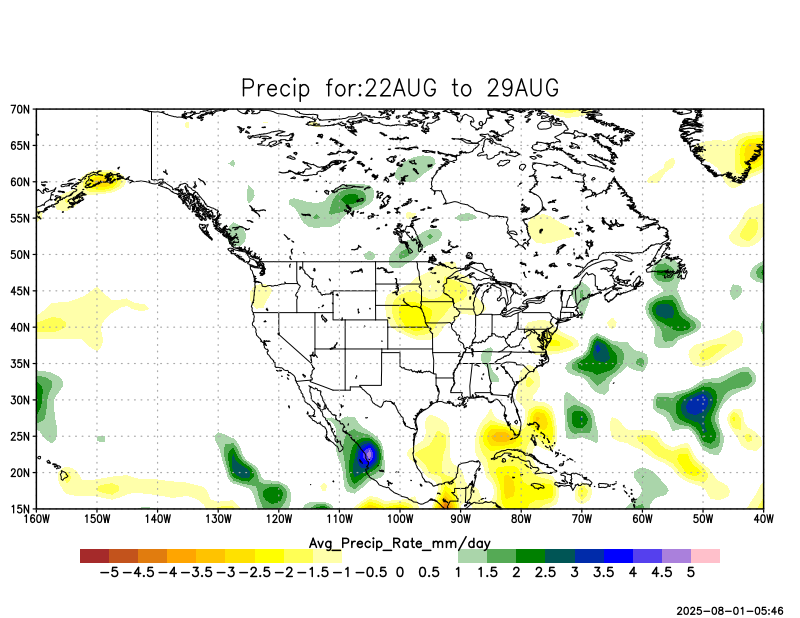 Precip for:22AUG to 29AUG
70N
65N
60N
55N
50N
45N
40N
35N
30N
25N
20N
15N
160W 150W 140W 130W 120W 110W 100W 90W 80W 70W 60W 50W 40W
Avg_Precip_Rate_mm/day
-5 -4.5 -4 -3.5 -3 -2.5 -2 -1.5 -1 -0.5 0 0.5 1 1.5 2 2.5 3 3.5 4 4.5 5
2025-08-01-05:46